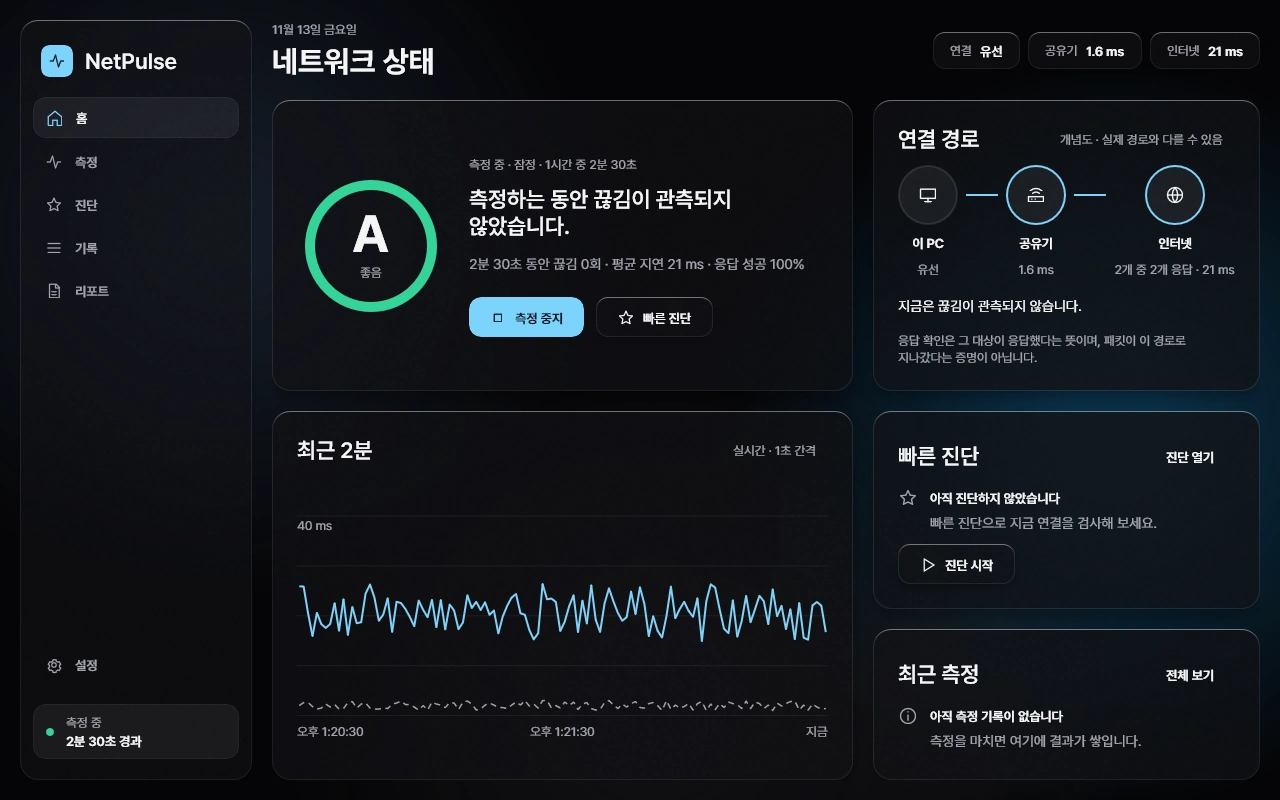 NetPulse
홈
측정
진단
기록
리포트
설정
측정 중
2분 30초 경과
11월 13일 금요일
네트워크 상태
연결 유선
공유기 1.6 ms
인터넷 21 ms
측정 중 · 잠정 · 1시간 중 2분 30초
A
좋음
측정하는 동안 끊김이 관측되지
않았습니다.
2분 30초 동안 끊김 0회 · 평균 지연 21 ms · 응답 성공 100%
측정 중지
빠른 진단
연결 경로
개념도 · 실제 경로와 다를 수 있음
이 PC
유선
공유기
1.6 ms
인터넷
2개 중 2개 응답 · 21 ms
지금은 끊김이 관측되지 않습니다.
응답 확인은 그 대상이 응답했다는 뜻이며, 패킷이 이 경로로
지나갔다는 증명이 아닙니다.
최근 2분
실시간 · 1초 간격
40 ms
오후 1:20:30
오후 1:21:30
지금
빠른 진단
진단 열기
아직 진단하지 않았습니다
빠른 진단으로 지금 연결을 검사해 보세요.
진단 시작
최근 측정
전체 보기
아직 측정 기록이 없습니다
측정을 마치면 여기에 결과가 쌓입니다.